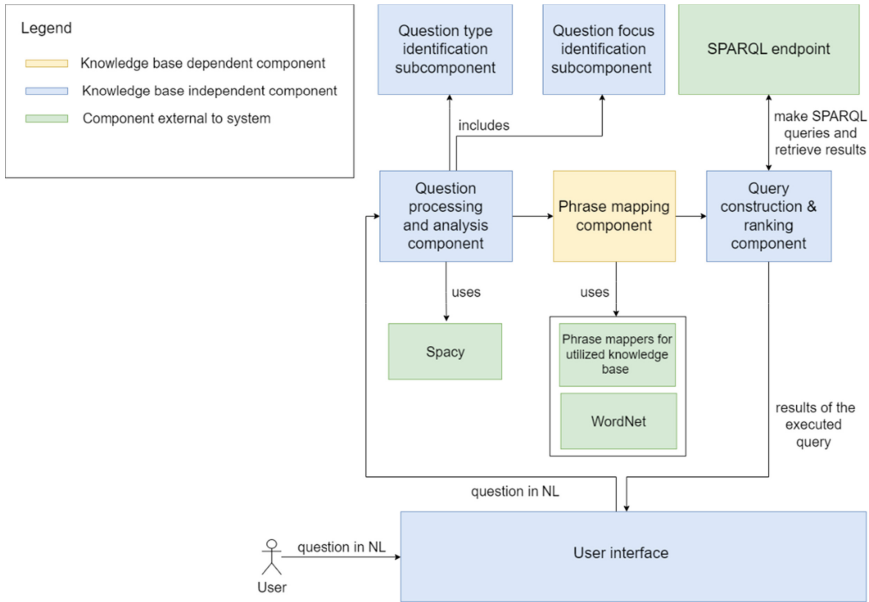 Legend
Knowledge base dependent component
Knowledge base independent component
Component external to system
Question type
identification
subcomponent
Question focus
identification
subcomponent
SPARQL endpoint
includes
make SPARQL
queries and
retrieve results
Question
processing
and analysis
component
Phrase mapping
component
Query
construction &
ranking
component
uses
uses
Spacy
Phrase mappers for
utilized knowledge
base
WordNet
results of the
executed
query
question in NL
question in NL
User
User interface